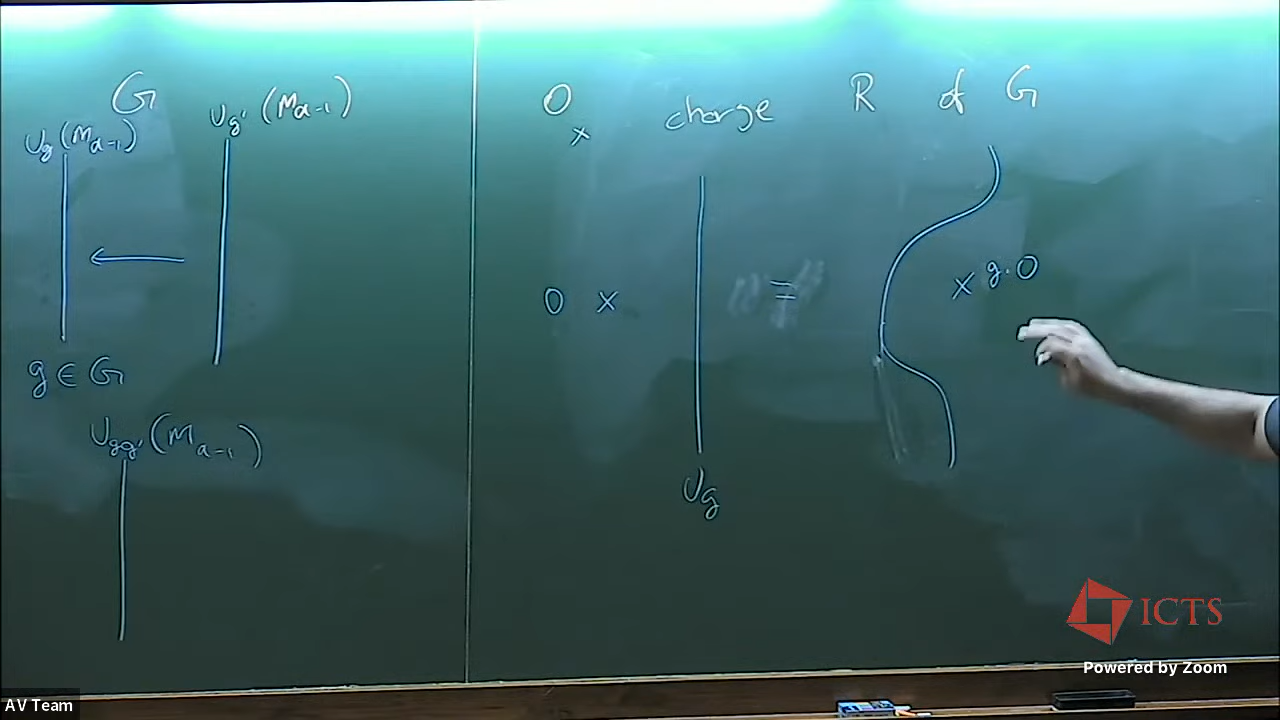 G
U_g(M_{d-1}) U_{g'}(M_{d-1})
g ∈ G
U_{gg'}(M_{d-1})
O charge R of G
x
O x = x g·O
U_g
ICTS
Powered by Zoom
AV Team